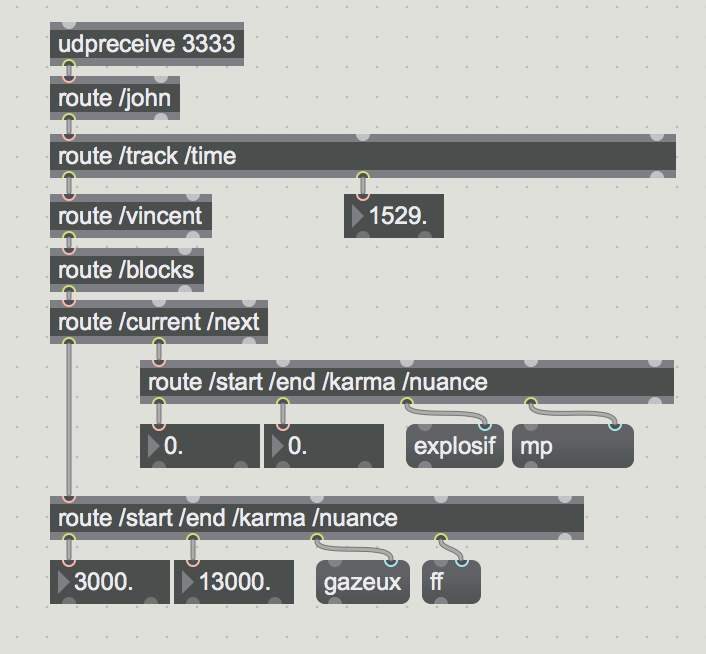 udpreceive 3333
route /john
route /track /time
route /vincent
1529.
route /blocks
route /current /next
route /start /end /karma /nuance
0.
0.
explosif
mp
route /start /end /karma /nuance
3000.
13000.
gazeux
ff